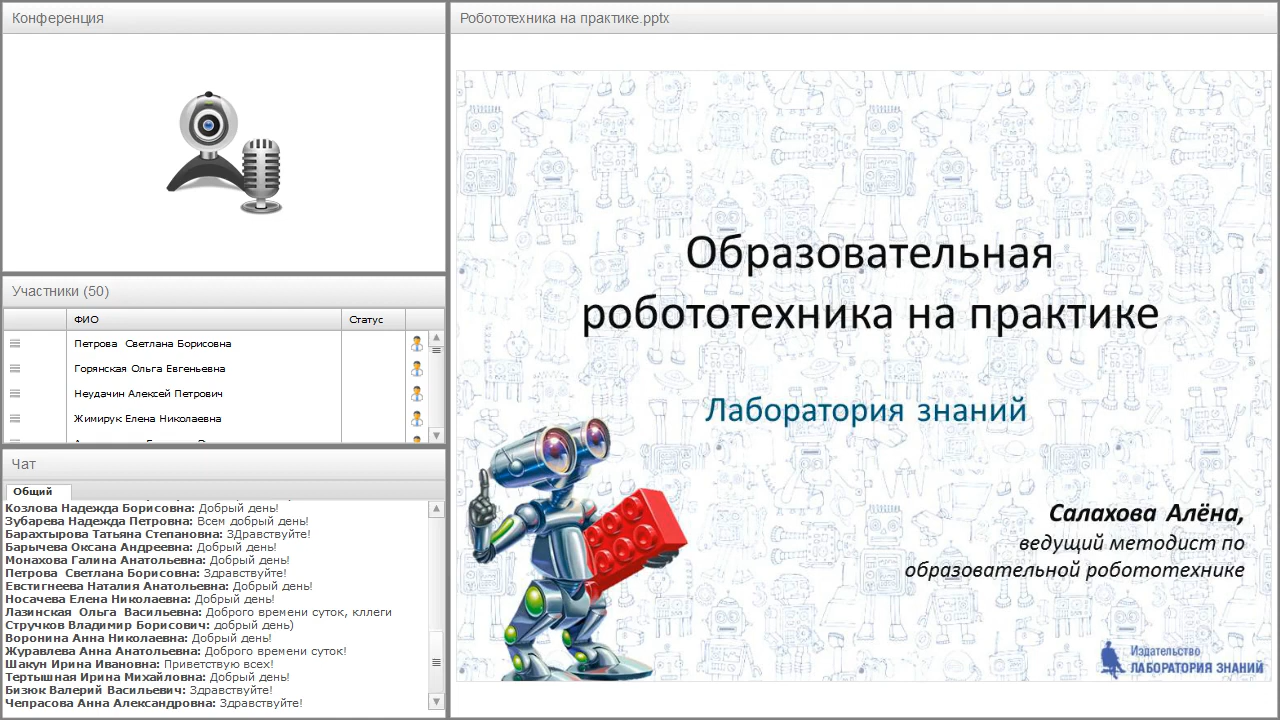 Конференция
Участники (50)
ФИО
Статус
Петрова  Светлана Борисовна
Горянская Ольга Евгеньевна
Неудачин Алексей Петрович
Жимирук Елена Николаевна
Чат
Общий
Козлова Надежда Борисовна: Добрый день!
Зубарева Надежда Петровна: Всем добрый день!
Барахтырова Татьяна Степановна: ЗДравствуйте!
Барычева Оксана Андреевна: Добрый день!
Монахова Галина Анатольевна: Добрый день!
Петрова  Светлана Борисовна: Здравствуйте!
Евстигнеева Наталия Анатольевна: Добрый день!
Носачева Елена Николаевна: Добрый день!
Лазинская  Ольга  Васильевна: Доброго времени суток, кллеги
Стручков Владимир Борисович: добрый день)
Воронина Анна Николаевна: Добрый день!
Журавлева Анна Анатольевна: Доброго времени суток!
Шакун Ирина Ивановна: Приветствую всех!
Тертышная Ирина Михайловна: Добрый день!
Бизюк Валерий Васильевич: Здравствуйте!
Чепрасова Анна Александровна: Здравствуйте!
Робототехника на практике.pptx
Образовательная
робототехника на практике
Лаборатория знаний
Салахова Алёна,
ведущий методист по
образовательной робототехнике
Издательство
ЛАБОРАТОРИЯ ЗНАНИЙ